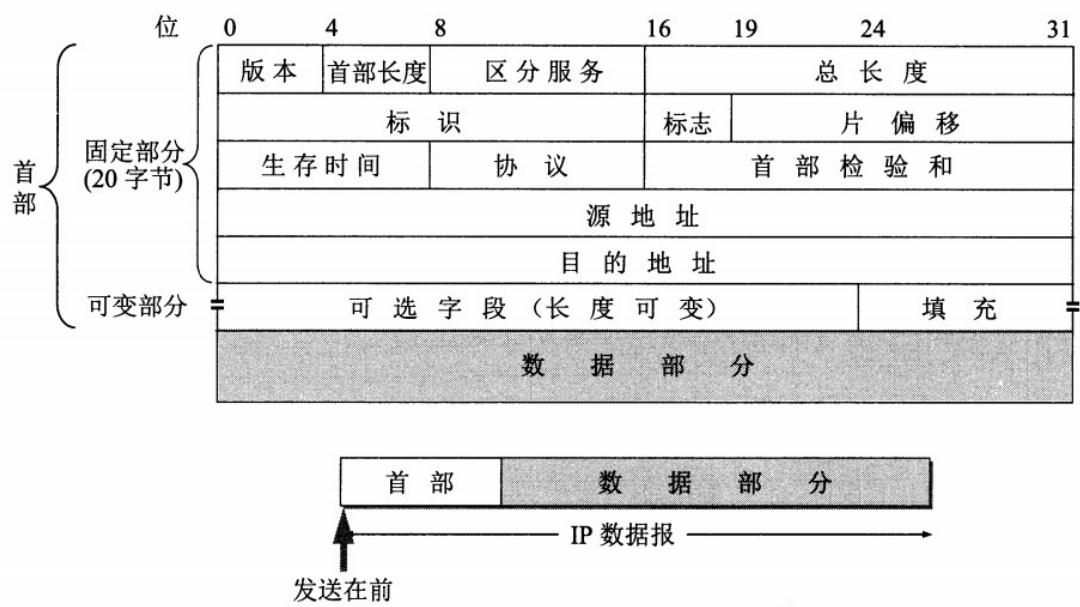 位 0 4 8 16 19 24 31
版本 首部长度 区分服务 总长度
标识 标志 片偏移
固定部分
(20字节)
首部
生存时间 协议 首部检验和
源地址
目的地址
可变部分 可选字段（长度可变） 填充
数据部分
首部 数据部分
IP 数据报
发送在前